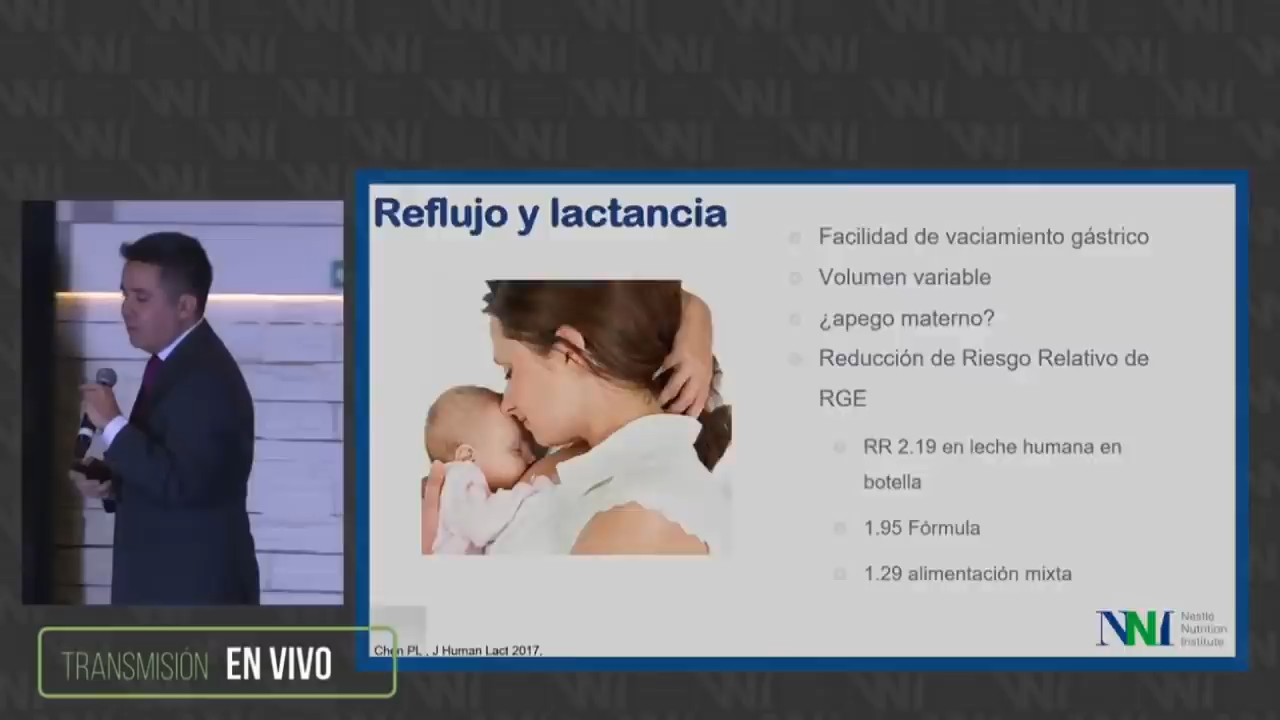 Reflujo y lactancia
Facilidad de vaciamiento gástrico
Volumen variable
¿apego materno?
Reducción de Riesgo Relativo de
RGE
RR 2.19 en leche humana en
botella
1.95 Fórmula
1.29 alimentación mixta
NNI
Nestlé
Nutrition
Institute
Chen PL , J Human Lact 2017.
TRANSMISIÓN EN VIVO